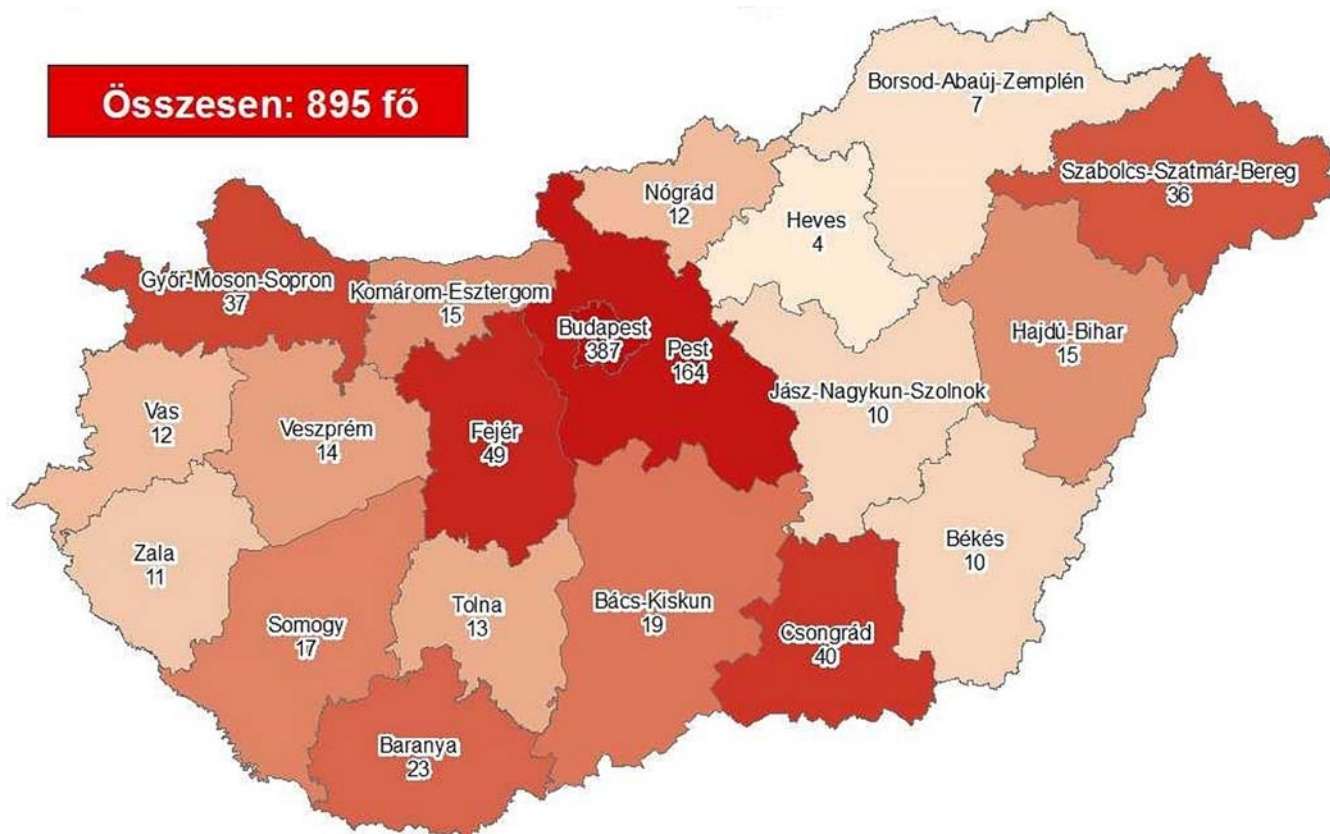 Összesen: 895 fő
Borsod-Abaúj-Zemplén
7
Szabolcs-Szatmár-Bereg
36
Nógrád
12
Heves
4
Győr-Moson-Sopron
37
Komárom-Esztergom
15
Budapest
387
Pest
164
Hajdú-Bihar
15
Jász-Nagykun-Szolnok
10
Vas
12
Veszprém
14
Fejér
49
Zala
11
Békés
10
Tolna
13
Bács-Kiskun
19
Somogy
17
Csongrád
40
Baranya
23